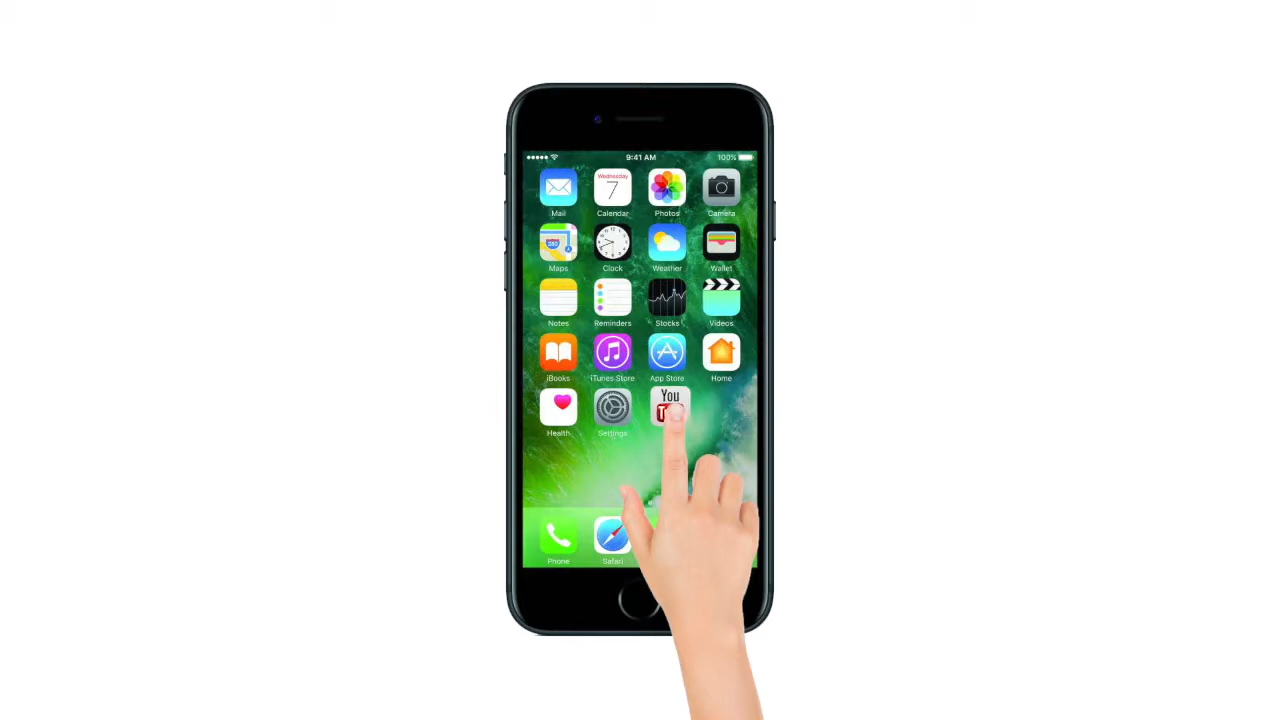 9:41 AM 100%
Wednesday
7
Mail Calendar Photos Camera
280
Maps Clock Weather Wallet
Notes Reminders Stocks Videos
iBooks iTunes Store App Store Home
You
Health Settings
Phone Safari